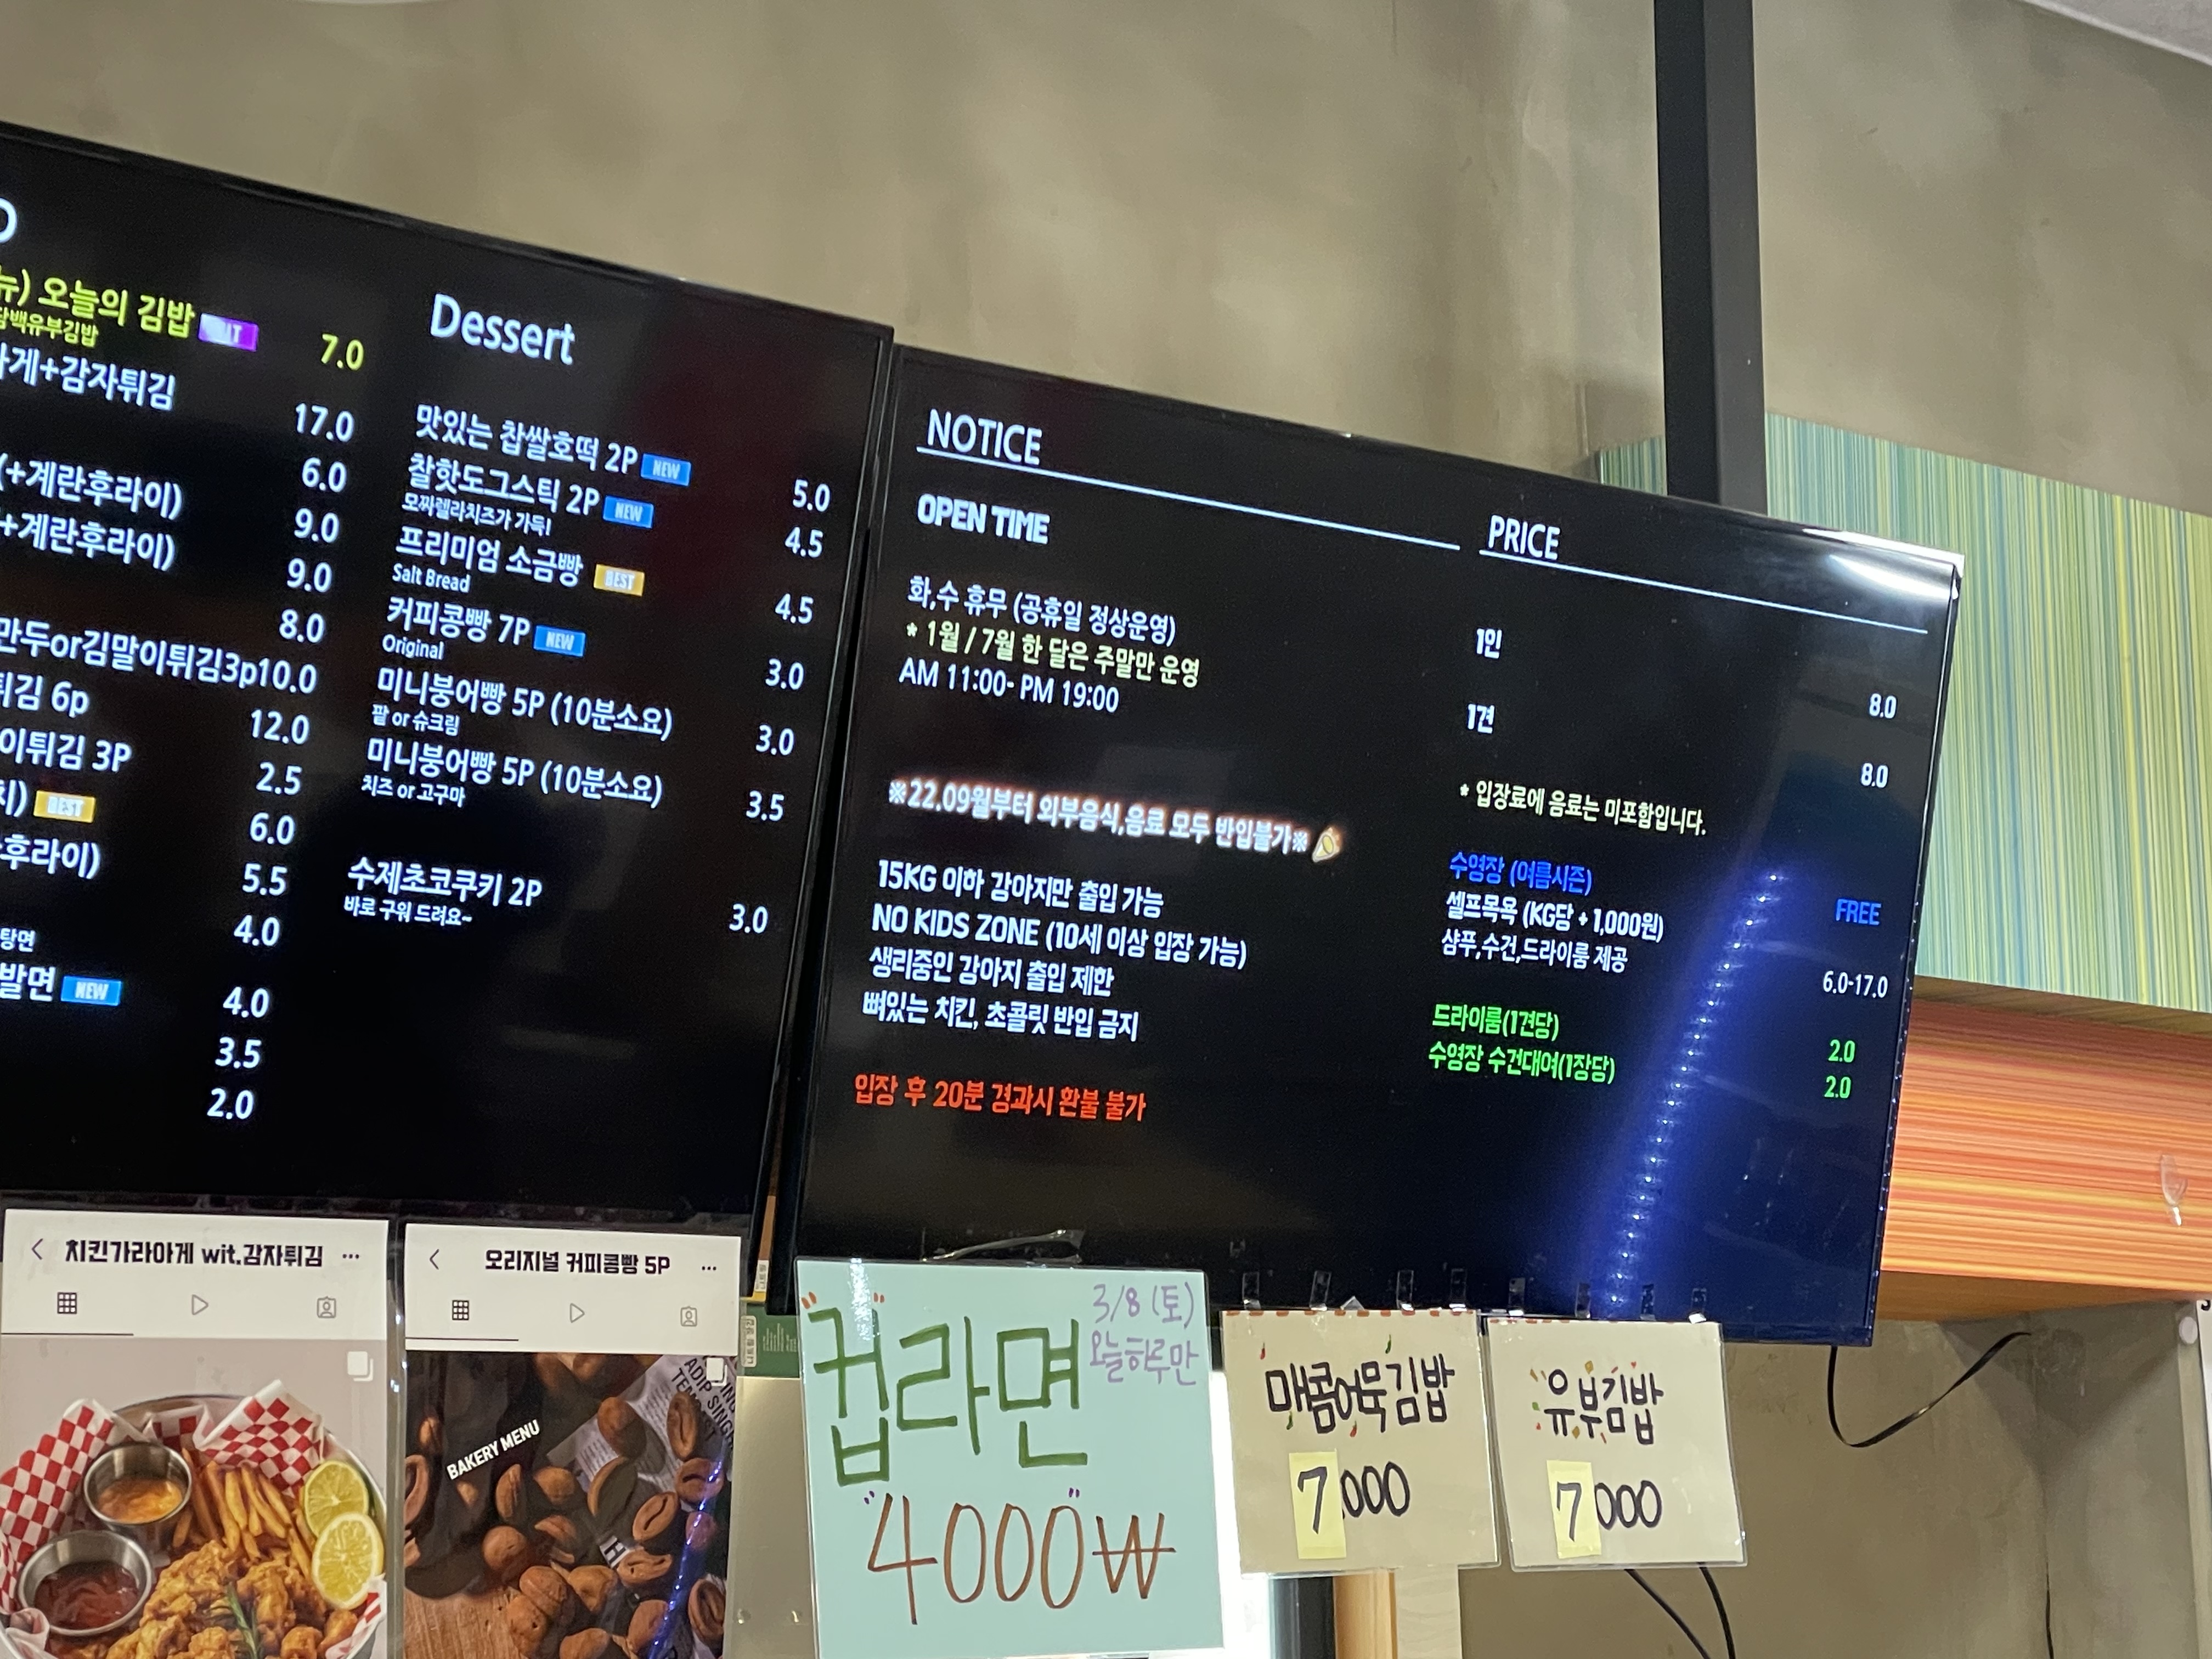 오늘의 김밥
7.0
+감자튀김
17.0
6.0
(+계란후라이)
9.0
+계란후라이)
9.0
8.0
만두or김말이튀김3p 10.0
튀김 6p
12.0
이튀김 3P
2.5
BEST
6.0
후라이)
5.5
4.0
탕면
발면 NEW
4.0
3.5
2.0
Dessert
맛있는 찹쌀호떡 2P NEW 5.0
찰핫도그스틱 2P NEW 4.5
모짜렐라치즈가 가득!
프리미엄 소금빵 BEST 4.5
Salt Bread
커피콩빵 7P NEW 3.0
Original
미니붕어빵 5P (10분소요) 3.0
팥 or 슈크림
미니붕어빵 5P (10분소요) 3.5
치즈 or 고구마
수제초코쿠키 2P 3.0
바로 구워 드려요~
NOTICE
OPEN TIME
화,수 휴무 (공휴일 정상운영)
* 1월 / 7월 한 달은 주말만 운영
AM 11:00- PM 19:00
※22.09월부터 외부음식,음료 모두 반입불가※
15KG 이하 강아지만 출입 가능
NO KIDS ZONE (10세 이상 입장 가능)
생리중인 강아지 출입 제한
뼈있는 치킨, 초콜릿 반입 금지
입장 후 20분 경과시 환불 불가
PRICE
1인 8.0
1견 8.0
* 입장료에 음료는 미포함입니다.
수영장 (여름시즌) FREE
셀프목욕 (KG당 + 1,000원)
샴푸,수건,드라이룸 제공 6.0-17.0
드라이룸(1견당) 2.0
수영장 수건대여(1장당) 2.0
치킨가라아게 wit.감자튀김 ...
오리지널 커피콩빵 5P ...
BAKERY MENU
"컵"라면
3/8 (토)
오늘하루만
"4000"₩
매콤어묵김밥
7,000
유부김밥
7,000